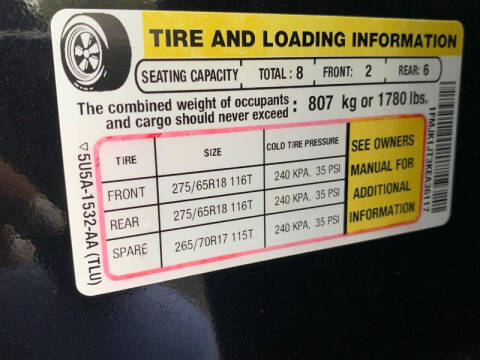 TIRE AND LOADING INFORMATION
SEATING CAPACITY TOTAL : 8 FRONT: 2 REAR: 6
The combined weight of occupants and cargo should never exceed : 807 kg or 1780 lbs.
TIRE SIZE COLD TIRE PRESSURE
FRONT 275/65R18 116T 240 KPA, 35 PSI
REAR 275/65R18 116T 240 KPA, 35 PSI
SPARE 265/70R17 115T 240 KPA, 35 PSI
SEE OWNERS
MANUAL FOR
ADDITIONAL
INFORMATION
5U5A-1532-AA (TLU)